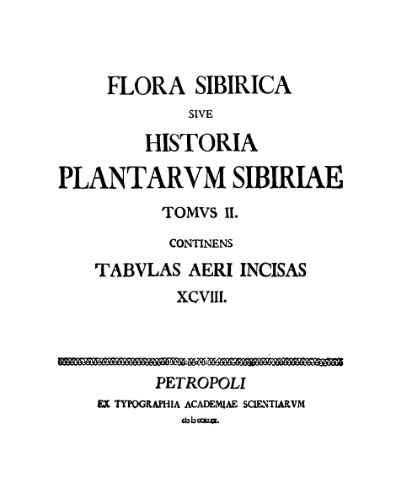 FLORA SIBIRICA
SIVE
HISTORIA
PLANTARVM SIBIRIAE
TOMVS II.
CONTINENS
TABVLAS AERI INCISAS
XCVIII.
PETROPOLI
EX TYPOGRAPHIA ACADEMIAE SCIENTIARVM